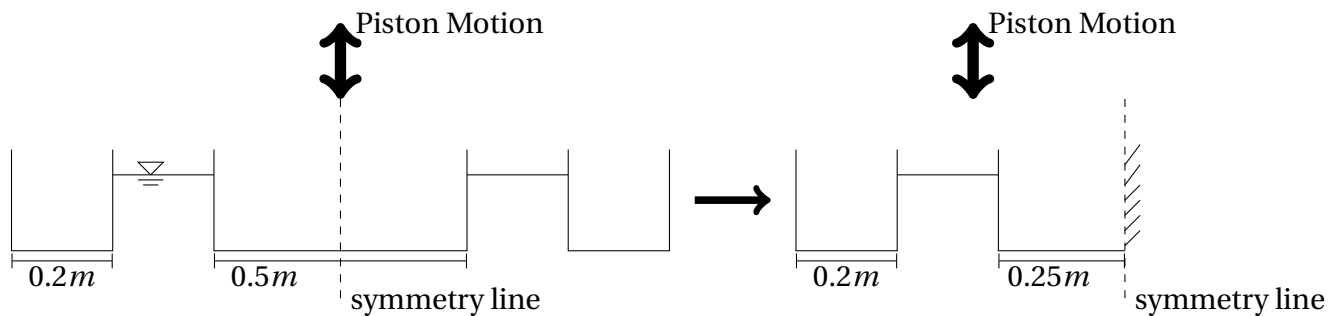 Piston Motion
Piston Motion
0.2m
0.5m
symmetry line
0.2m
0.25m
symmetry line